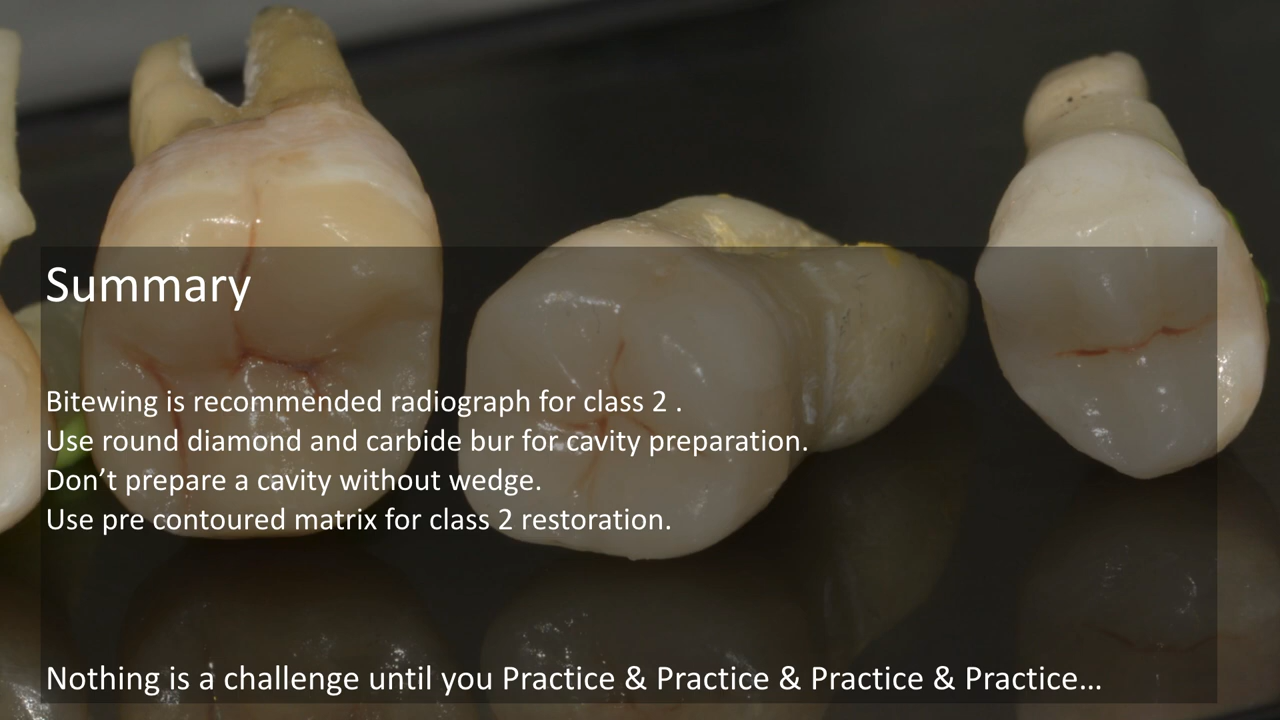 Summary
Bitewing is recommended radiograph for class 2 .
Use round diamond and carbide bur for cavity preparation.
Don’t prepare a cavity without wedge.
Use pre contoured matrix for class 2 restoration.
Nothing is a challenge until you Practice & Practice & Practice & Practice…